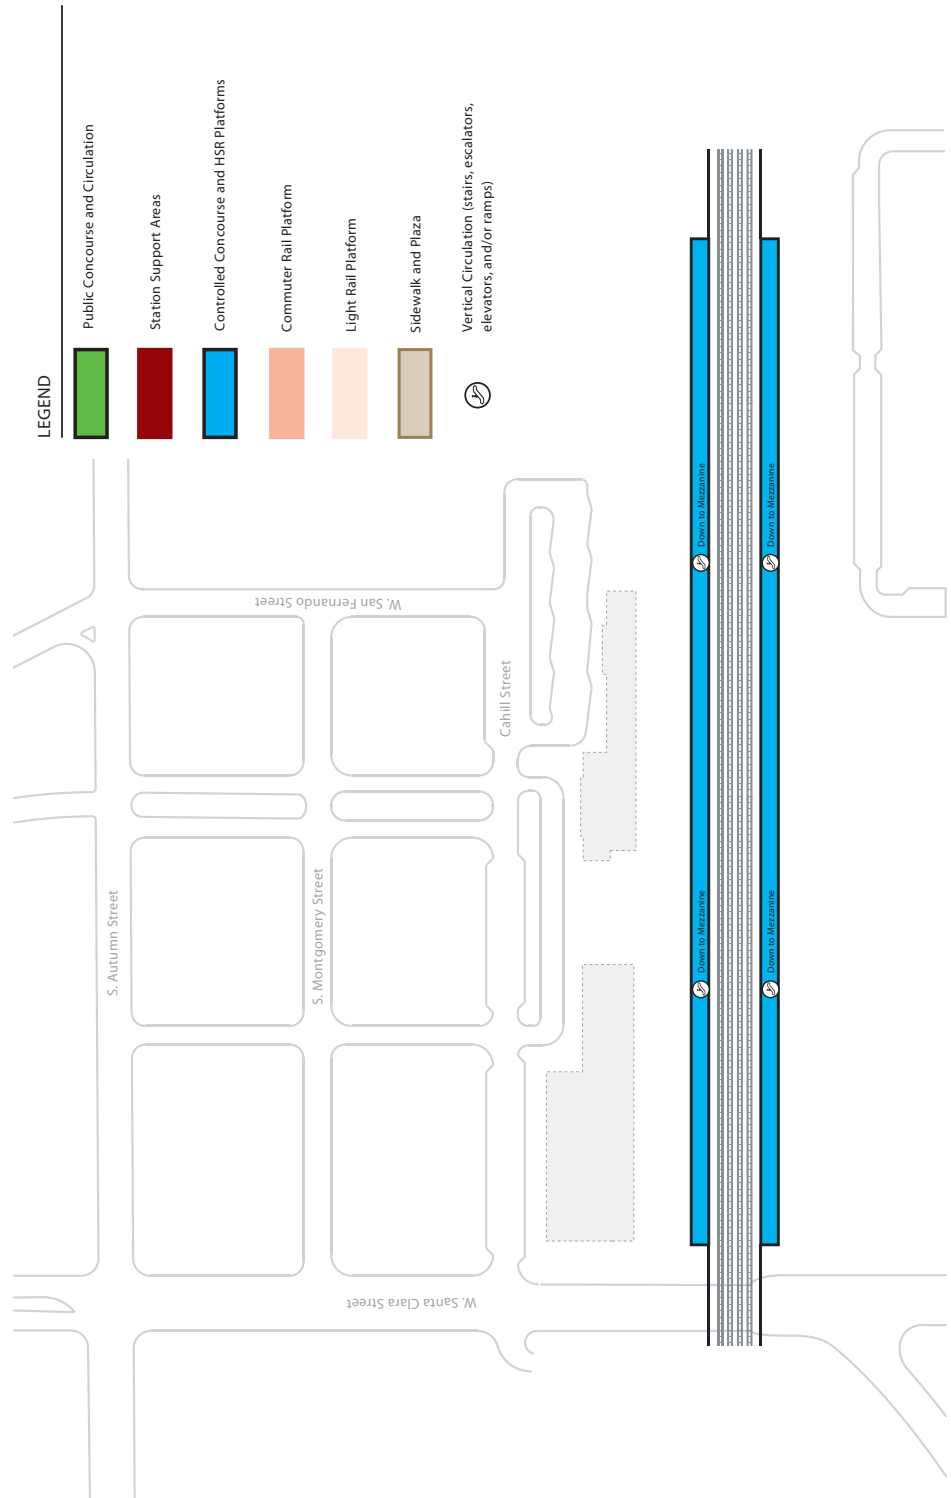 LEGEND
Public Concourse and Circulation
Station Support Areas
Controlled Concourse and HSR Platforms
Commuter Rail Platform
Light Rail Platform
Sidewalk and Plaza
Vertical Circulation (stairs, escalators,
elevators, and/or ramps)
S. Autumn Street
S. Montgomery Street
Cahill Street
W. San Fernando Street
W. Santa Clara Street
Down to Mezzanine
Down to Mezzanine
Down to Mezzanine
Down to Mezzanine